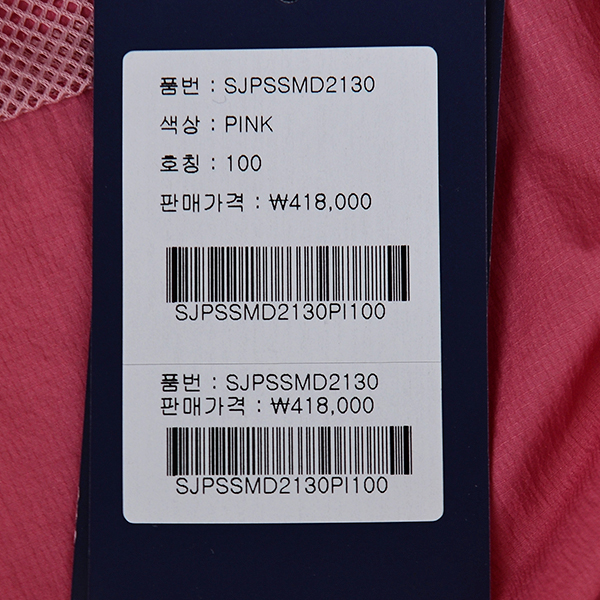 품번 : SJPSSMD2130
색상 : PINK
호칭 : 100
판매가격 : ₩418,000
SJPSSMD2130PI100
품번 : SJPSSMD2130
판매가격 : ₩418,000
SJPSSMD2130PI100